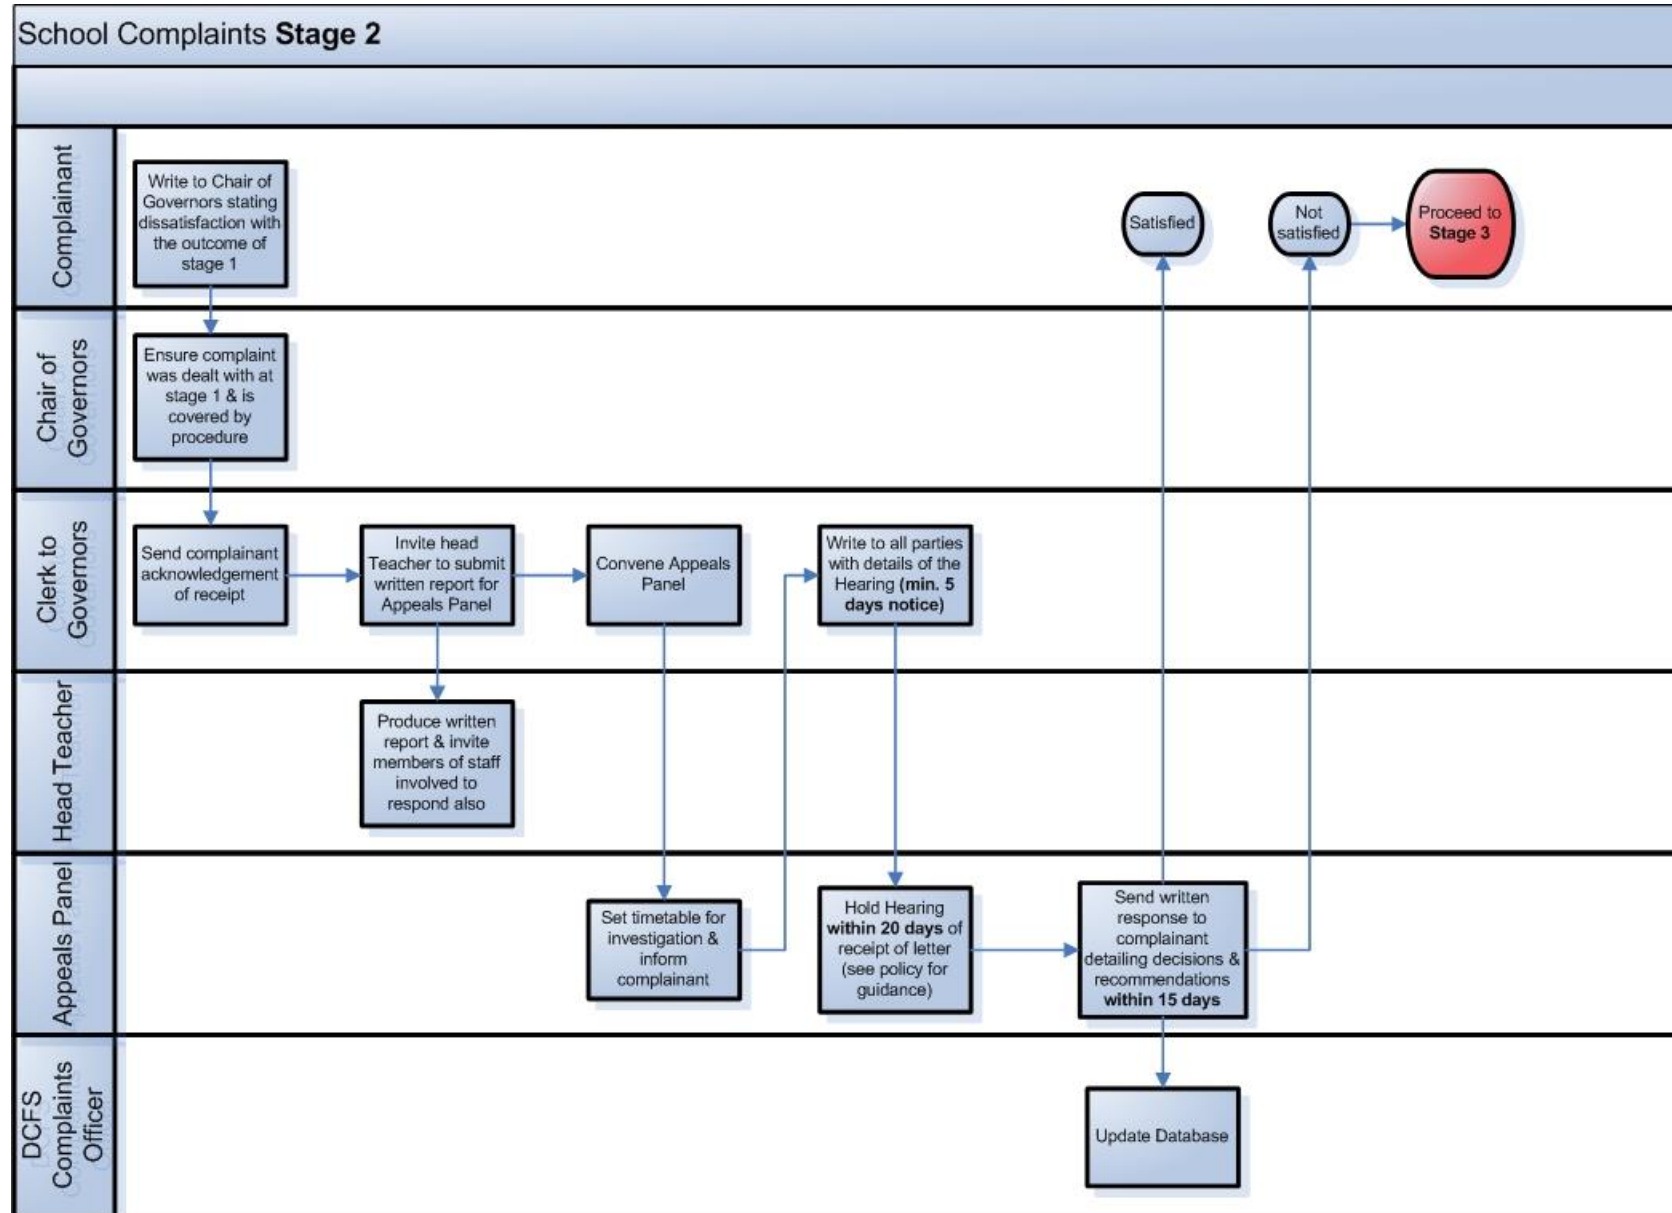 School Complaints Stage 2
Complainant
Write to Chair of
Governors stating
dissatisfaction with
the outcome of
stage 1
Satisfied
Not
satisfied
Proceed to
Stage 3
Chair of
Governors
Ensure complaint
was dealt with at
stage 1 & is
covered by
procedure
Clerk to
Governors
Send complainant
acknowledgement
of receipt
Invite head
Teacher to submit
written report for
Appeals Panel
Convene Appeals
Panel
Write to all parties
with details of the
Hearing (min. 5
days notice)
Head Teacher
Produce written
report & invite
members of staff
involved to
respond also
Appeals Panel
Set timetable for
investigation &
inform
complainant
Hold Hearing
within 20 days of
receipt of letter
(see policy for
guidance)
Send written
response to
complainant
detailing decisions &
recommendations
within 15 days
DCFS
Complaints
Officer
Update Database